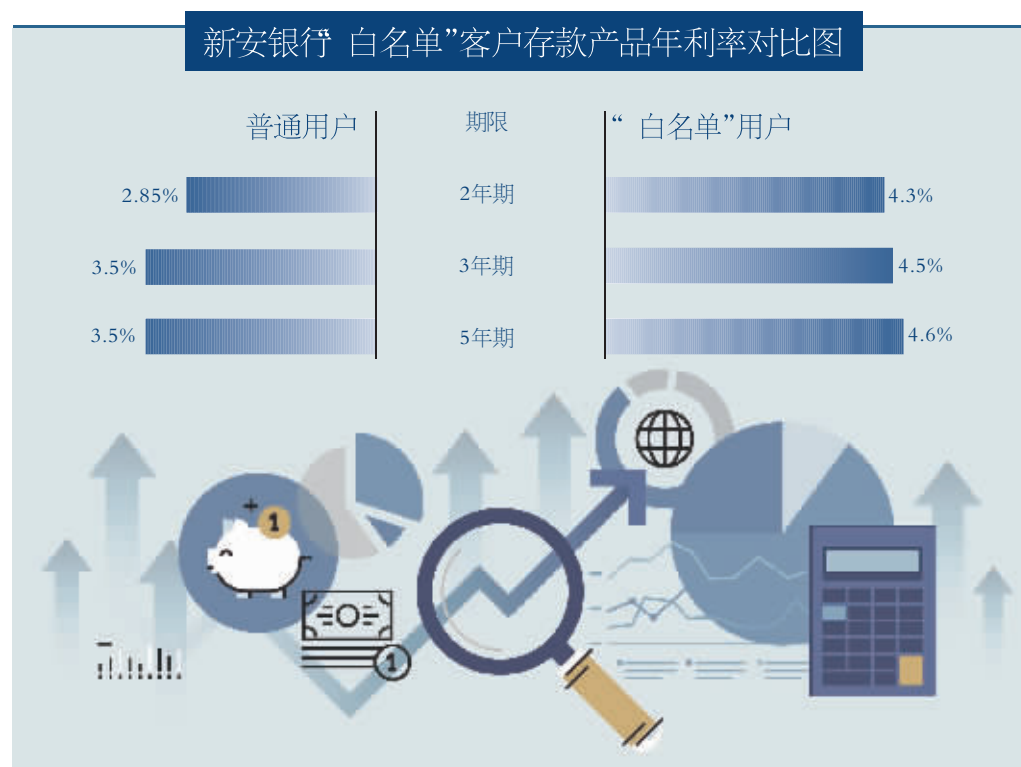 新安银行“白名单”客户存款产品年利率对比图
普通用户 期限 “白名单”用户
2.85% 2年期 4.3%
3.5% 3年期 4.5%
3.5% 5年期 4.6%
1
1